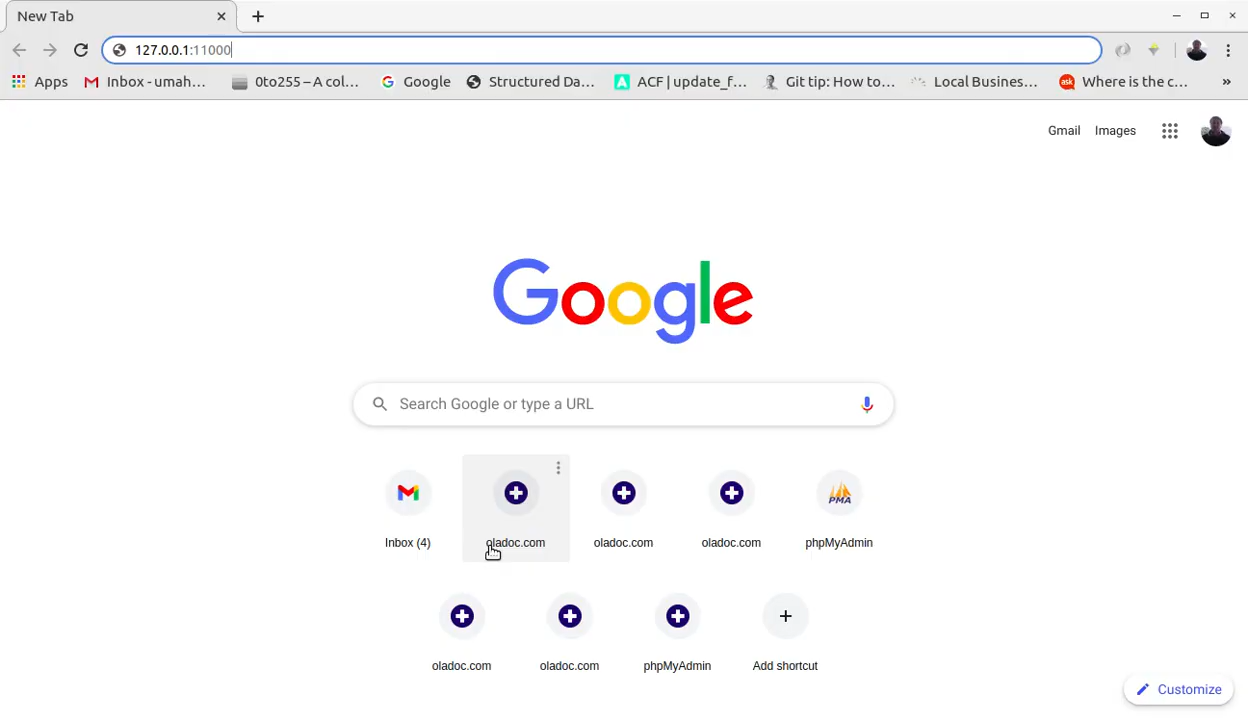 New Tab
127.0.0.1:11000
Apps
Inbox - umah...
0to255 – A col...
Google
Structured Da...
ACF | update_f...
Git tip: How to...
Local Busines...
ask
Where is the c...
»
Gmail
Images
Google
Search Google or type a URL
Inbox (4)
oladoc.com
oladoc.com
oladoc.com
PMA
phpMyAdmin
oladoc.com
oladoc.com
phpMyAdmin
Add shortcut
Customize